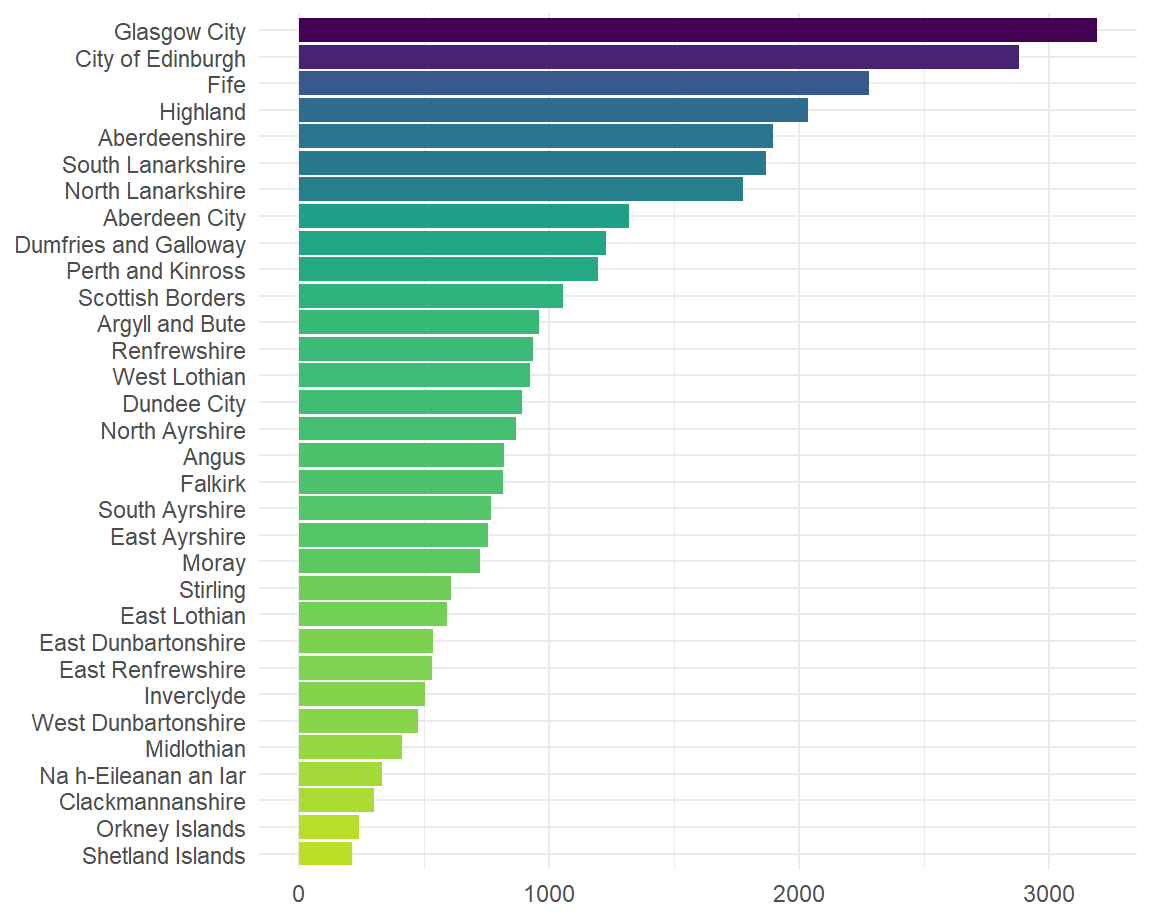 Glasgow City
City of Edinburgh
Fife
Highland
Aberdeenshire
South Lanarkshire
North Lanarkshire
Aberdeen City
Dumfries and Galloway
Perth and Kinross
Scottish Borders
Argyll and Bute
Renfrewshire
West Lothian
Dundee City
North Ayrshire
Angus
Falkirk
South Ayrshire
East Ayrshire
Moray
Stirling
East Lothian
East Dunbartonshire
East Renfrewshire
Inverclyde
West Dunbartonshire
Midlothian
Na h-Eileanan an Iar
Clackmannanshire
Orkney Islands
Shetland Islands
0 1000 2000 3000